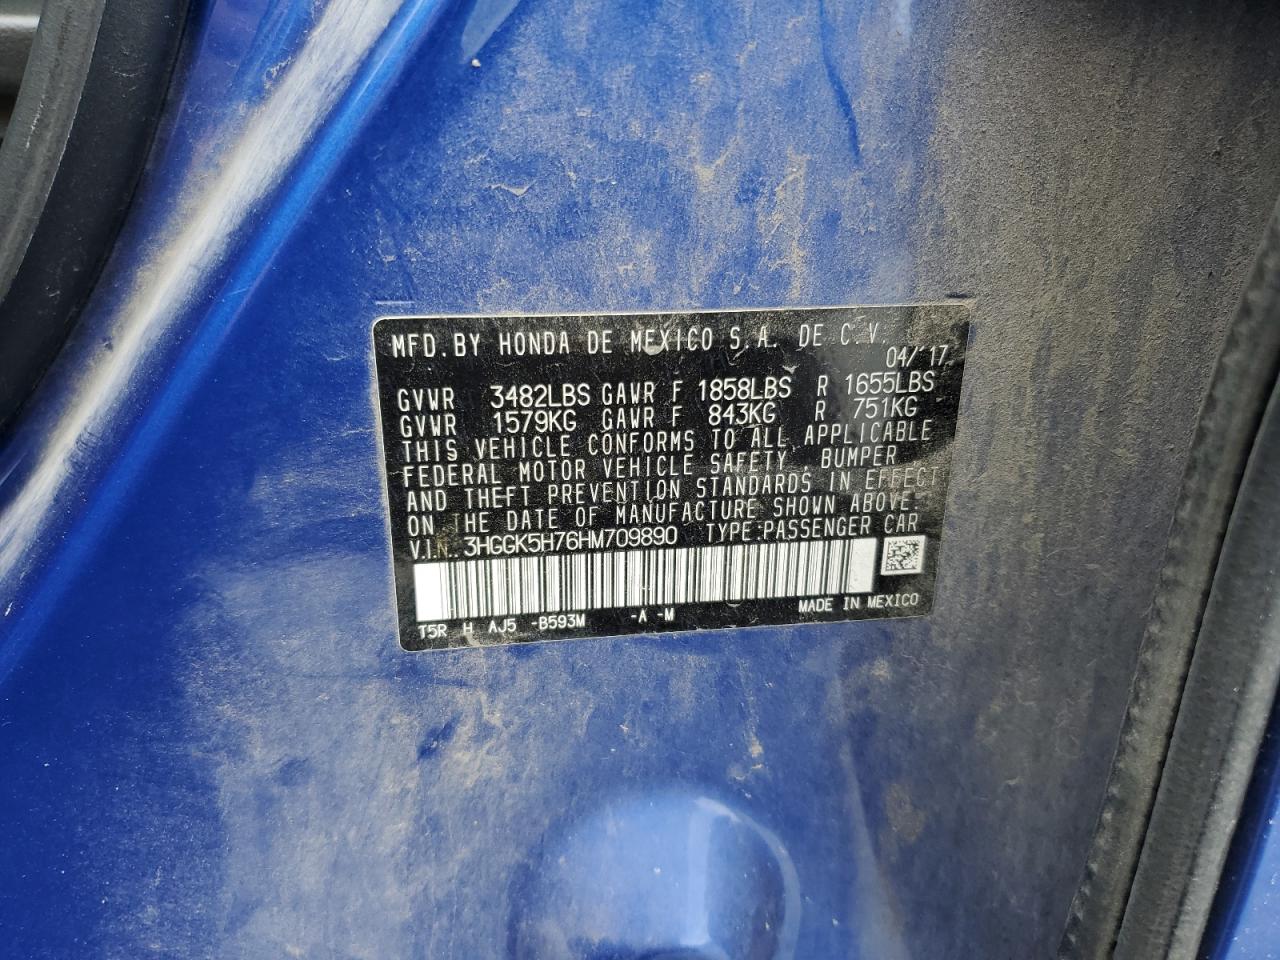 MFD. BY HONDA DE MEXICO S.A. DE C.V.
04/17
GVWR 3482LBS GAWR F 1858LBS R 1655LBS
GVWR 1579KG GAWR F 843KG R 751KG
THIS VEHICLE CONFORMS TO ALL APPLICABLE
FEDERAL MOTOR VEHICLE SAFETY, BUMPER
AND THEFT PREVENTION STANDARDS IN EFFECT
ON THE DATE OF MANUFACTURE SHOWN ABOVE.
V.I.N. 3HGGK5H76HM709890 TYPE:PASSENGER CAR
T5R H AJ5 -B593M -A -M MADE IN MEXICO